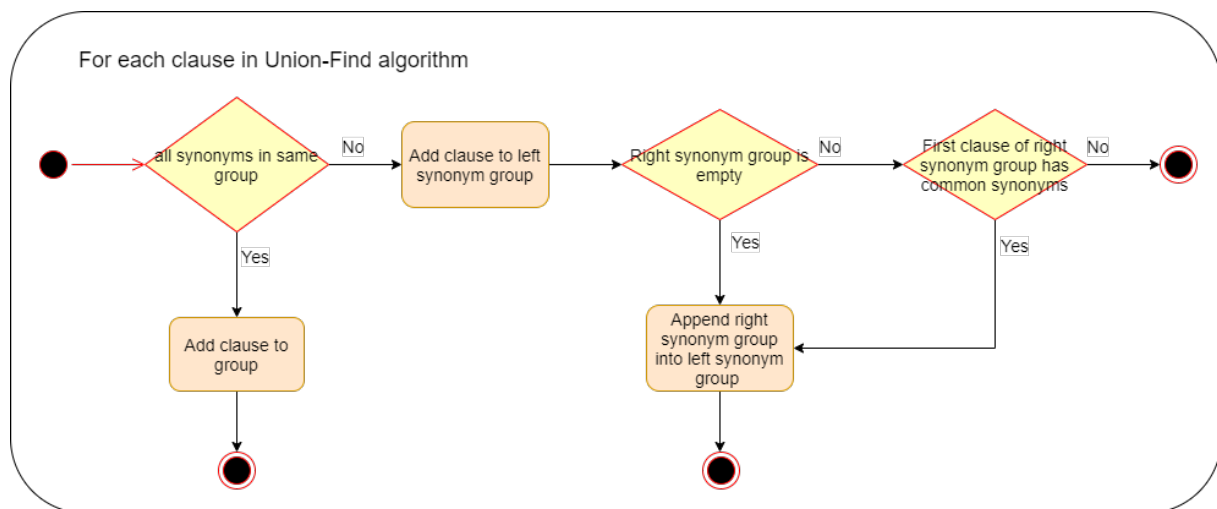 For each clause in Union-Find algorithm
all synonyms in same
group
No
Add clause to left
synonym group
Right synonym group is
empty
No
First clause of right
synonym group has
common synonyms
No
Yes
Yes
Yes
Add clause to
group
Append right
synonym group
into left synonym
group